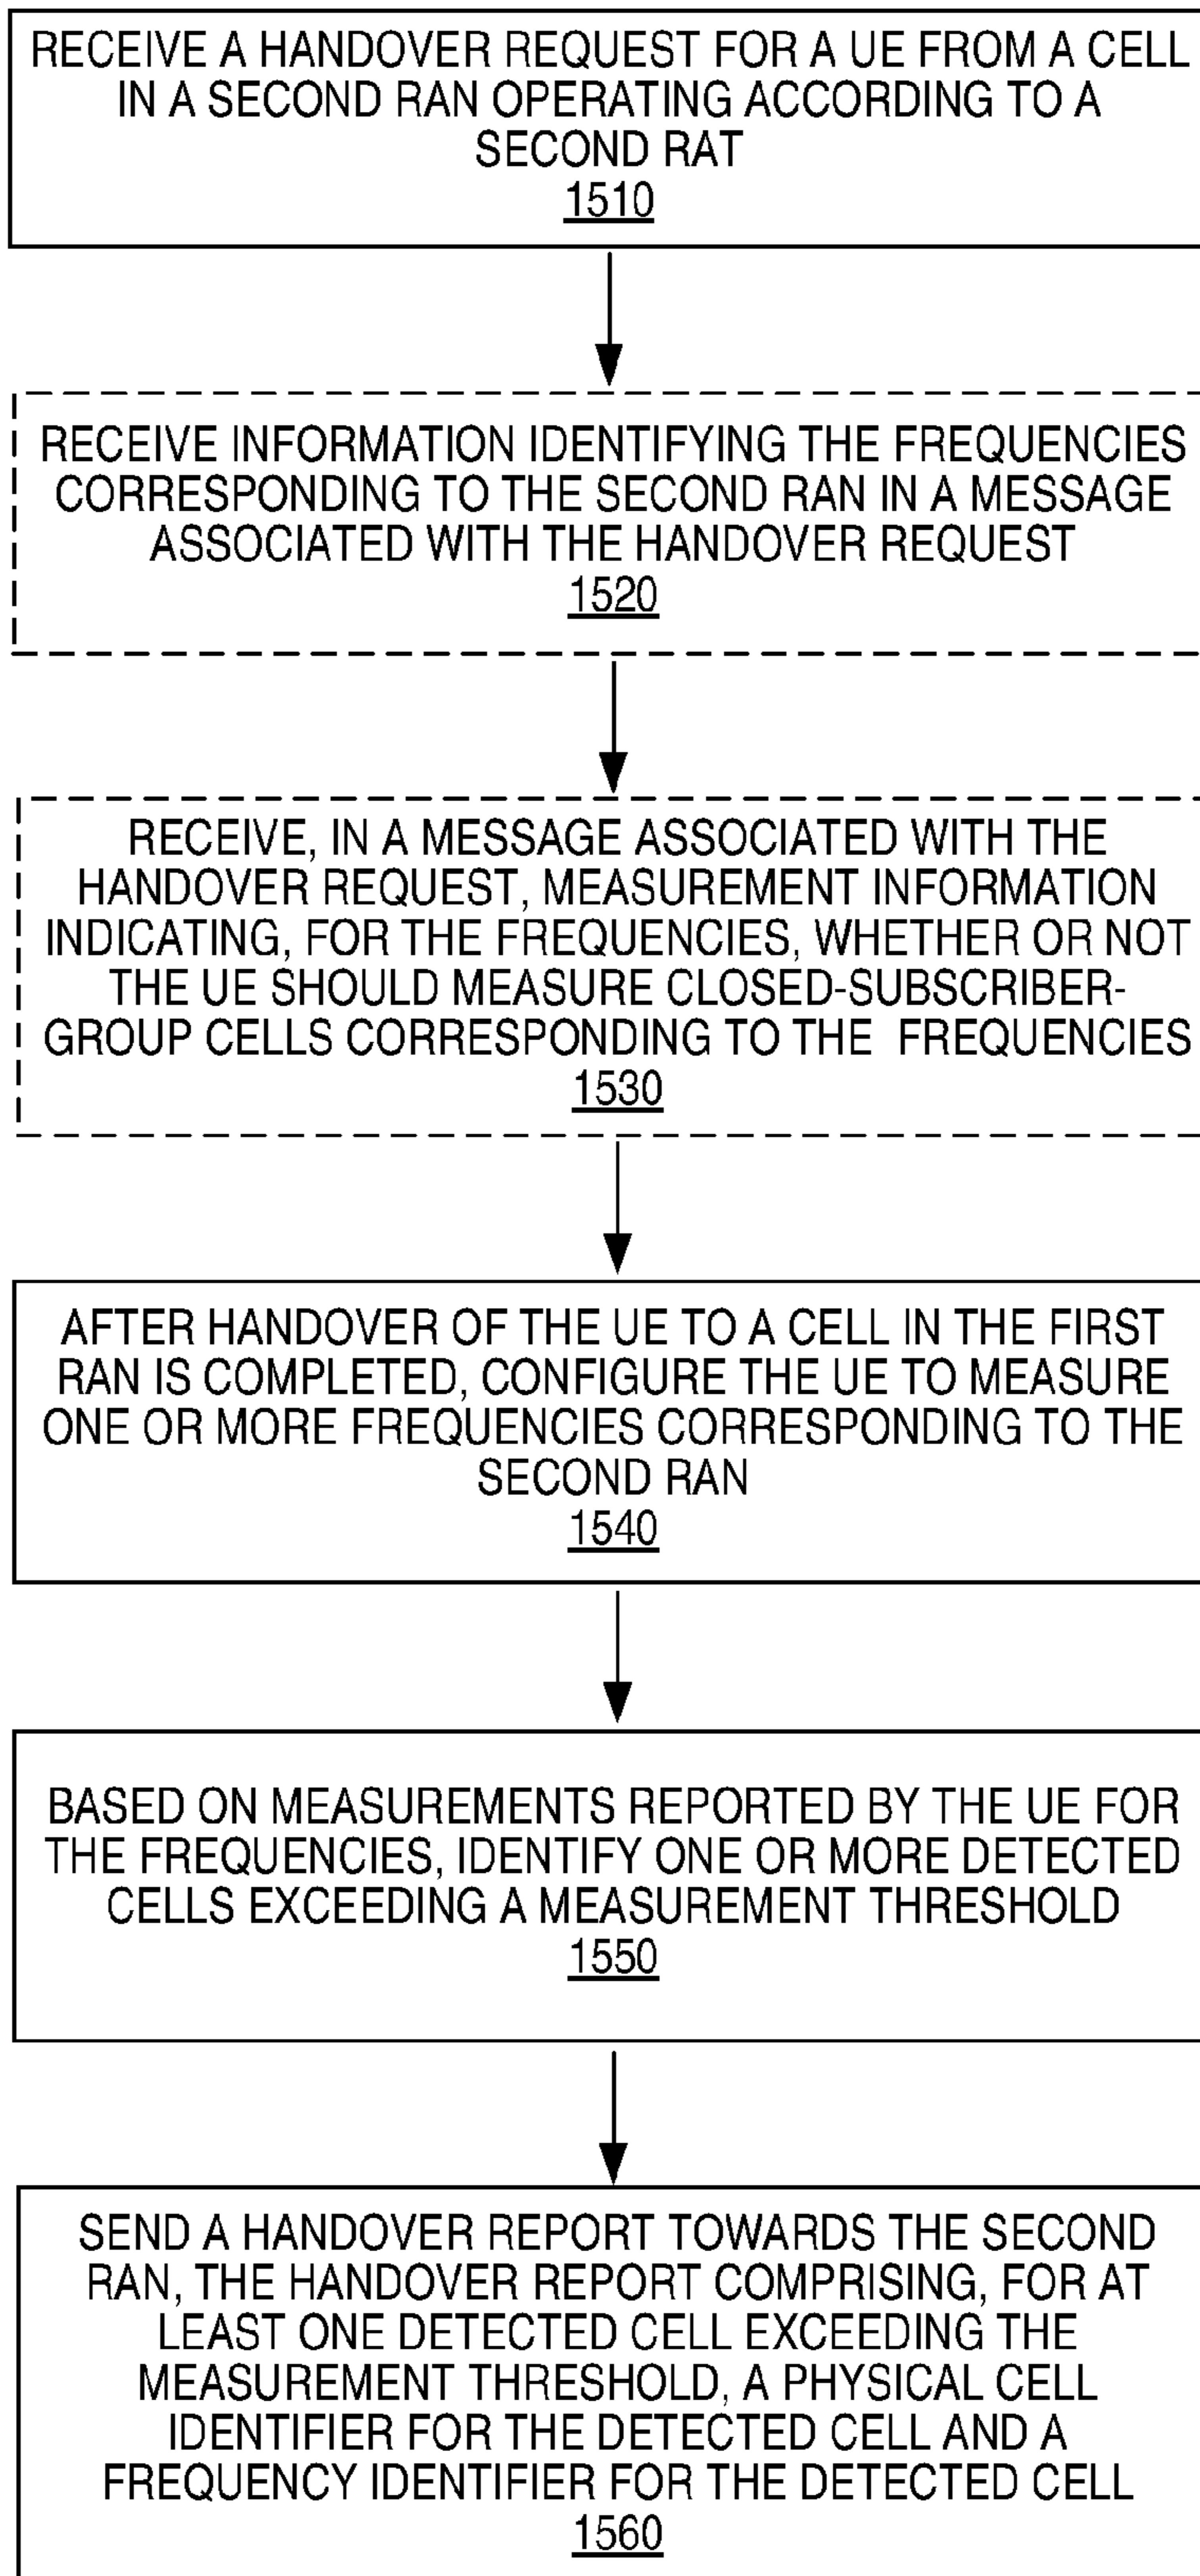 RECEIVE A HANDOVER REQUEST FOR A UE FROM A CELL
IN A SECOND RAN OPERATING ACCORDING TO A
SECOND RAT
1510
RECEIVE INFORMATION IDENTIFYING THE FREQUENCIES
CORRESPONDING TO THE SECOND RAN IN A MESSAGE
ASSOCIATED WITH THE HANDOVER REQUEST
1520
RECEIVE, IN A MESSAGE ASSOCIATED WITH THE
HANDOVER REQUEST, MEASUREMENT INFORMATION
INDICATING, FOR THE FREQUENCIES, WHETHER OR NOT
THE UE SHOULD MEASURE CLOSED-SUBSCRIBER-
GROUP CELLS CORRESPONDING TO THE FREQUENCIES
1530
AFTER HANDOVER OF THE UE TO A CELL IN THE FIRST
RAN IS COMPLETED, CONFIGURE THE UE TO MEASURE
ONE OR MORE FREQUENCIES CORRESPONDING TO THE
SECOND RAN
1540
BASED ON MEASUREMENTS REPORTED BY THE UE FOR
THE FREQUENCIES, IDENTIFY ONE OR MORE DETECTED
CELLS EXCEEDING A MEASUREMENT THRESHOLD
1550
SEND A HANDOVER REPORT TOWARDS THE SECOND
RAN, THE HANDOVER REPORT COMPRISING, FOR AT
LEAST ONE DETECTED CELL EXCEEDING THE
MEASUREMENT THRESHOLD, A PHYSICAL CELL
IDENTIFIER FOR THE DETECTED CELL AND A
FREQUENCY IDENTIFIER FOR THE DETECTED CELL
1560